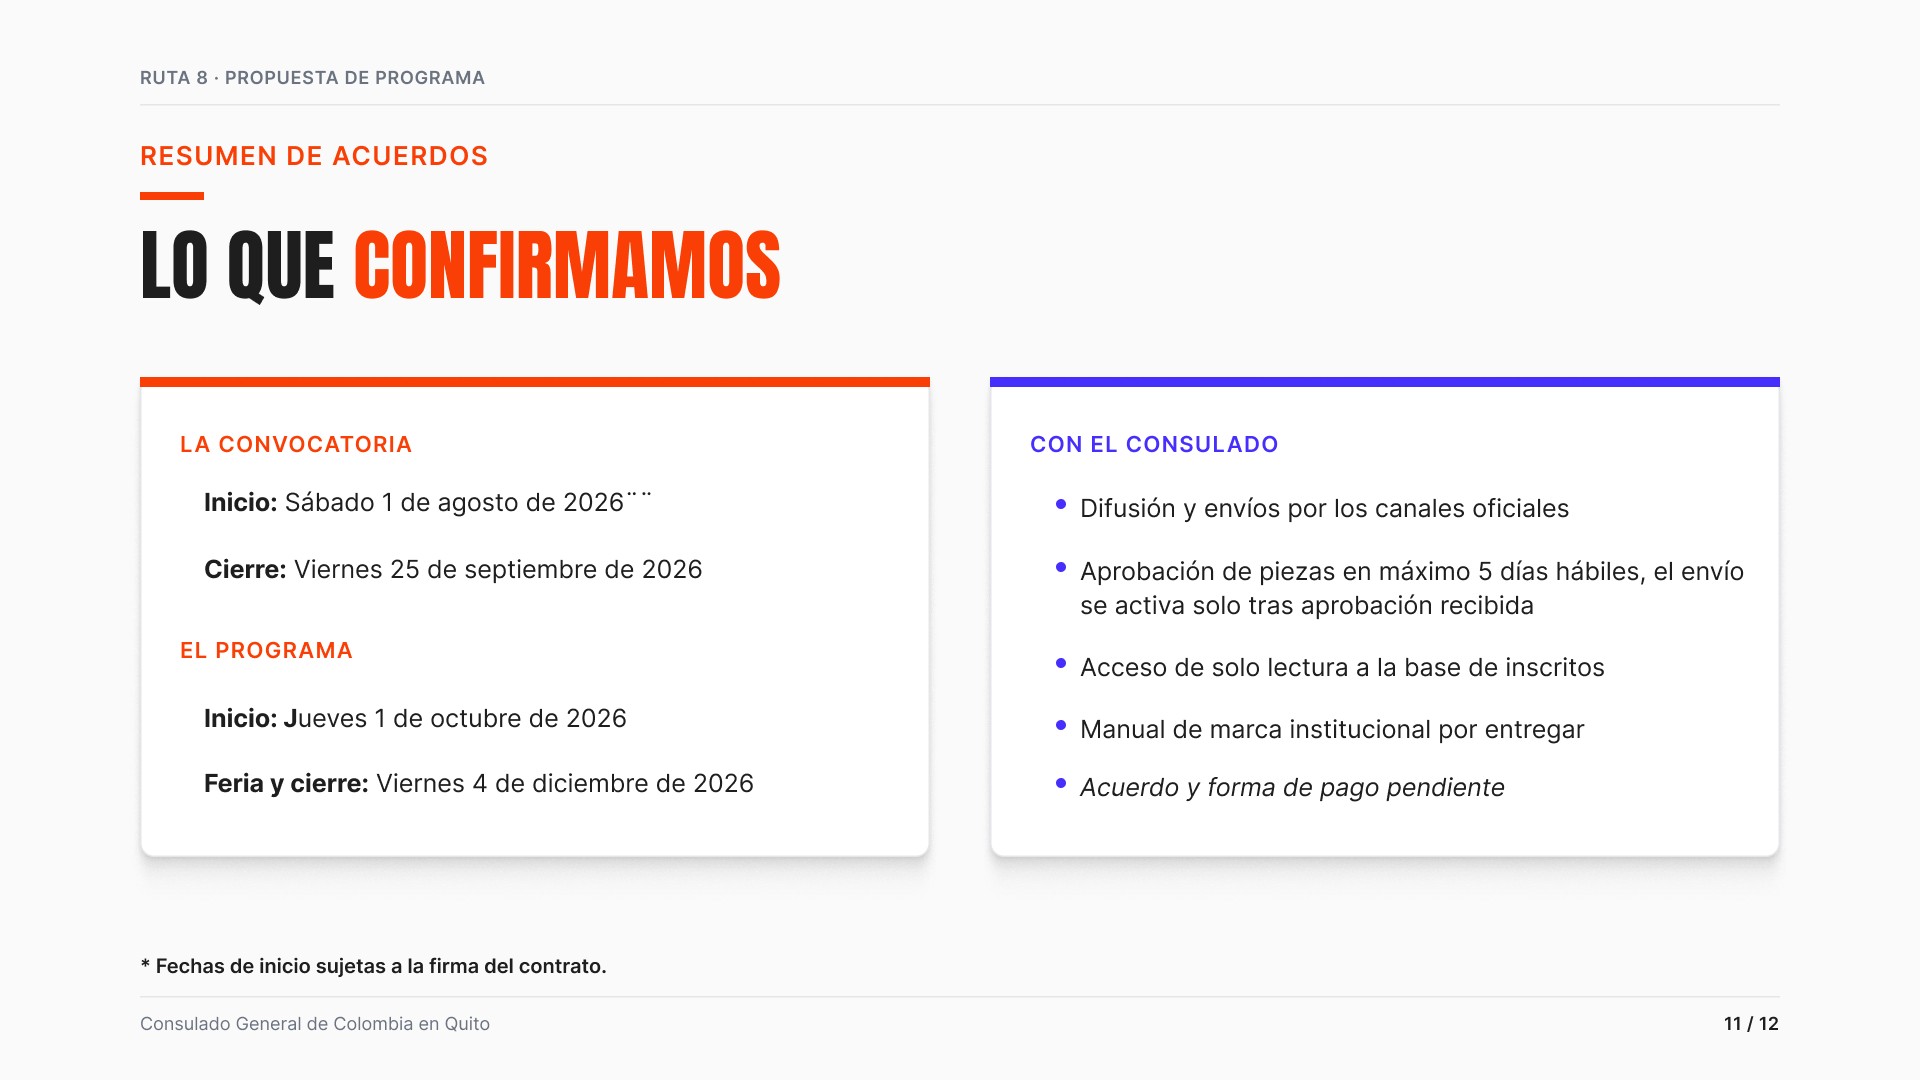 RUTA 8 · PROPUESTA DE PROGRAMA
RESUMEN DE ACUERDOS
LO QUE CONFIRMAMOS
LA CONVOCATORIA
Inicio: Sábado 1 de agosto de 2026¨¨
Cierre: Viernes 25 de septiembre de 2026
EL PROGRAMA
Inicio: Jueves 1 de octubre de 2026
Feria y cierre: Viernes 4 de diciembre de 2026
CON EL CONSULADO
• Difusión y envíos por los canales oficiales
• Aprobación de piezas en máximo 5 días hábiles, el envío
se activa solo tras aprobación recibida
• Acceso de solo lectura a la base de inscritos
• Manual de marca institucional por entregar
• Acuerdo y forma de pago pendiente
* Fechas de inicio sujetas a la firma del contrato.
Consulado General de Colombia en Quito
11 / 12